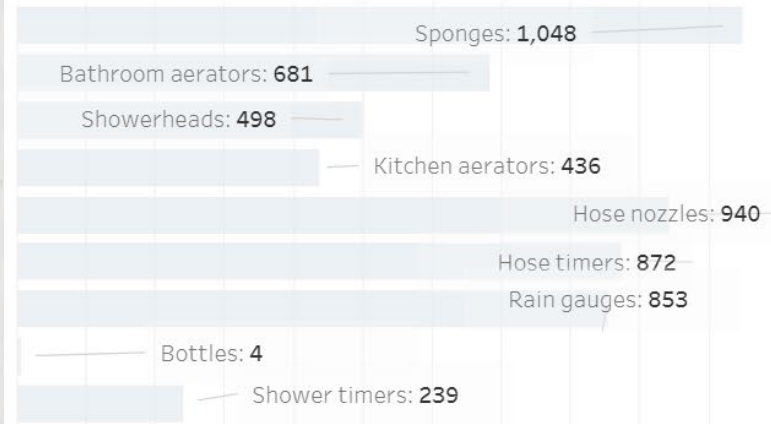 Sponges: 1,048
Bathroom aerators: 681
Showerheads: 498
Kitchen aerators: 436
Hose nozzles: 940
Hose timers: 872
Rain gauges: 853
Bottles: 4
Shower timers: 239